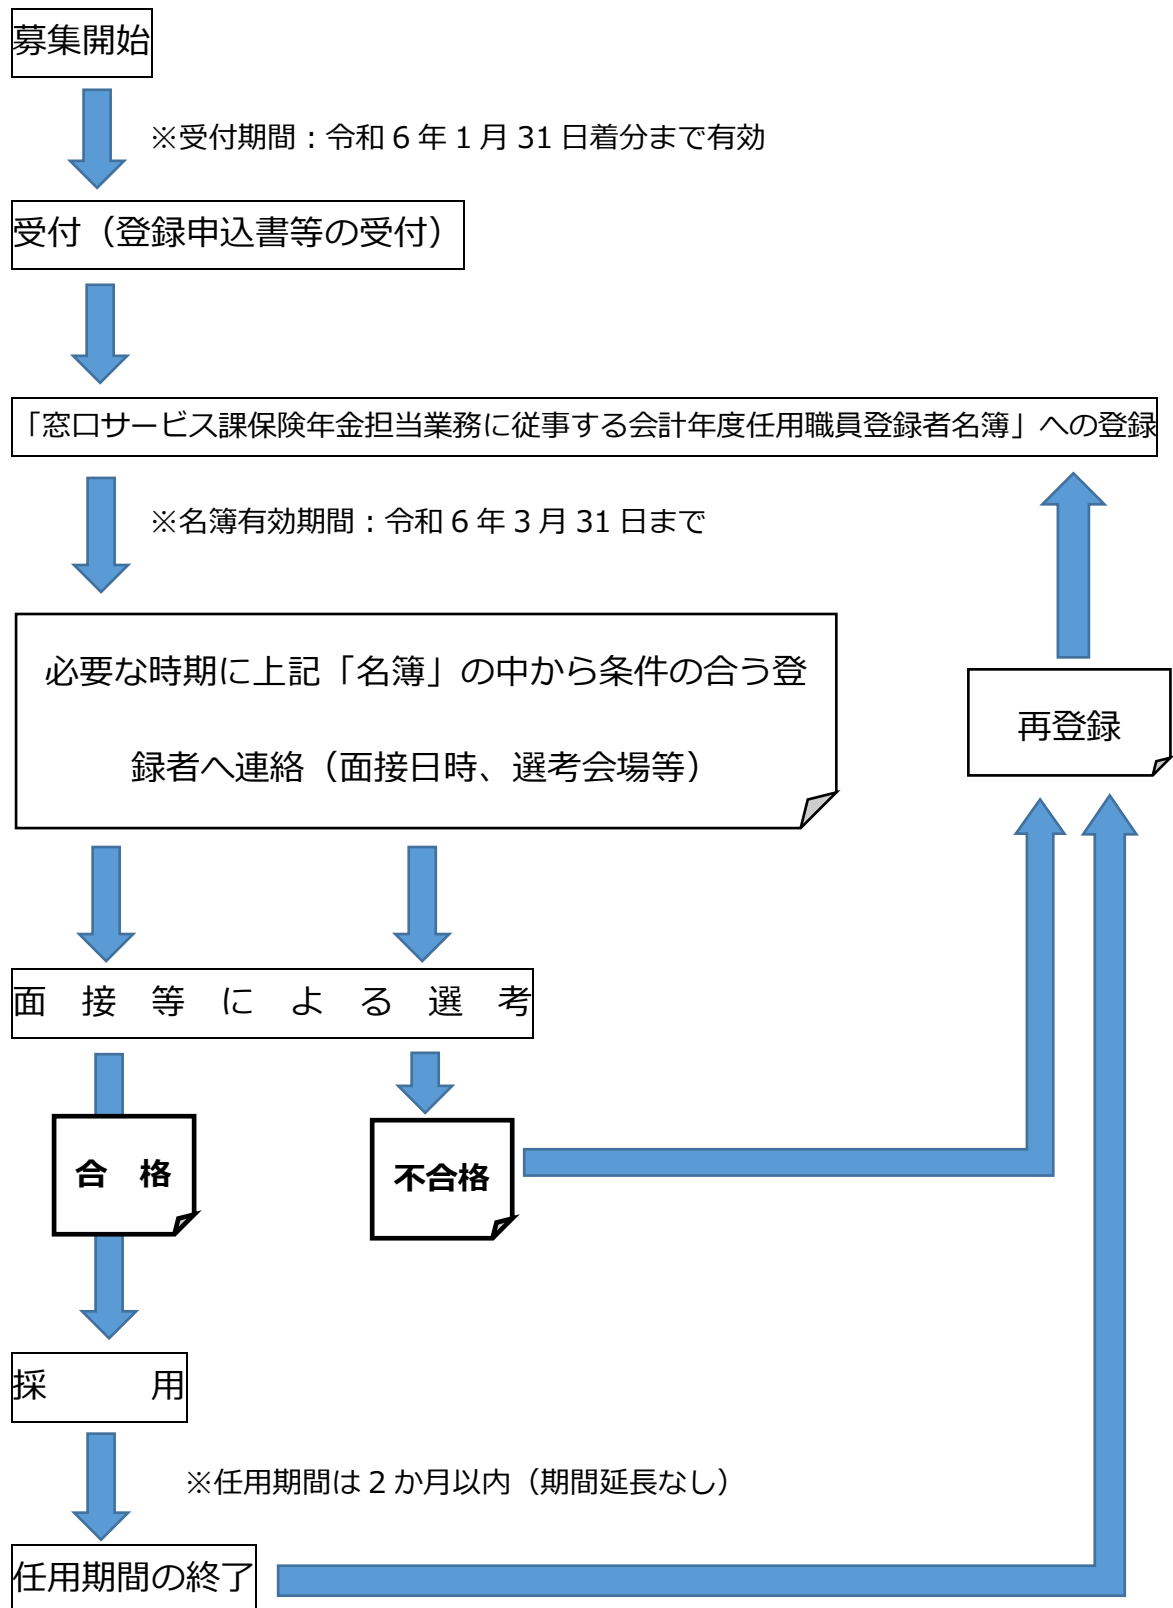 募集開始
※受付期間：令和６年１月 31 日着分まで有効
受付（登録申込書等の受付）
「窓口サービス課保険年金担当業務に従事する会計年度任用職員登録者名簿」への登録
※名簿有効期間：令和６年３月 31 日まで
必要な時期に上記「名簿」の中から条件の合う登
録者へ連絡（面接日時、選考会場等）
再登録
面　接　等　に　よ　る　選　考
合　格
不合格
採　　　用
※任用期間は２か月以内（期間延長なし）
任用期間の終了